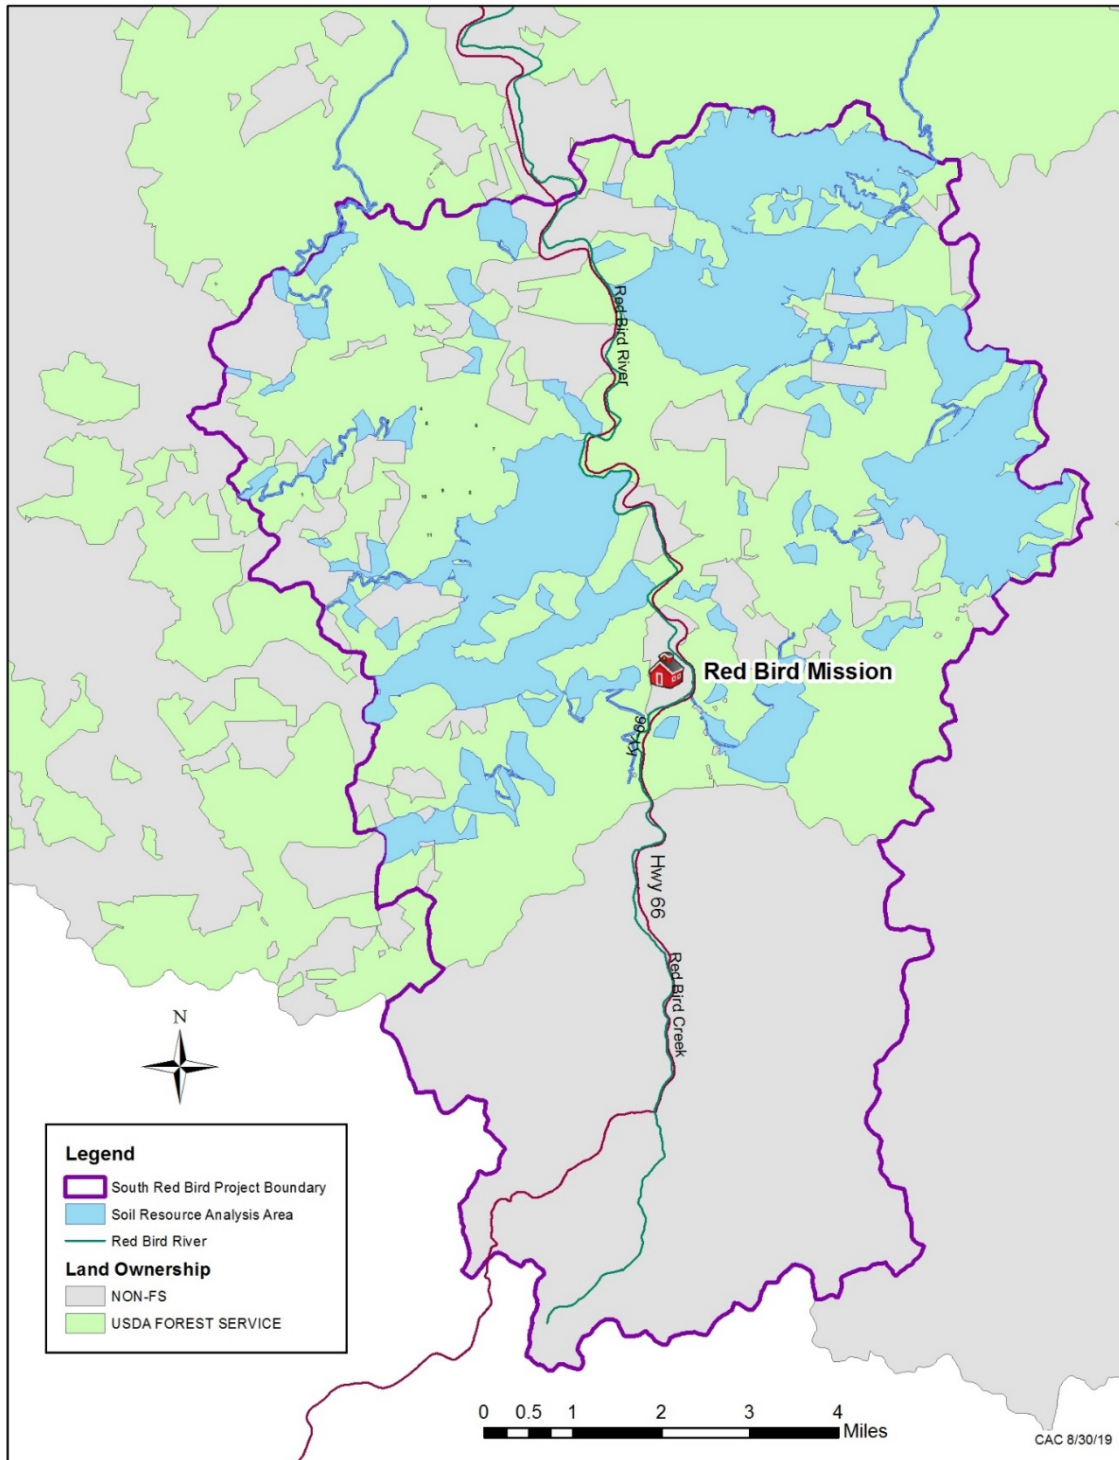 Red Bird River
Red Bird Mission
KY-66
Hwy 66
Red Bird Creek
N
Legend
South Red Bird Project Boundary
Soil Resource Analysis Area
Red Bird River
Land Ownership
NON-FS
USDA FOREST SERVICE
0 0.5 1 2 3 4
Miles
CAC 8/30/19